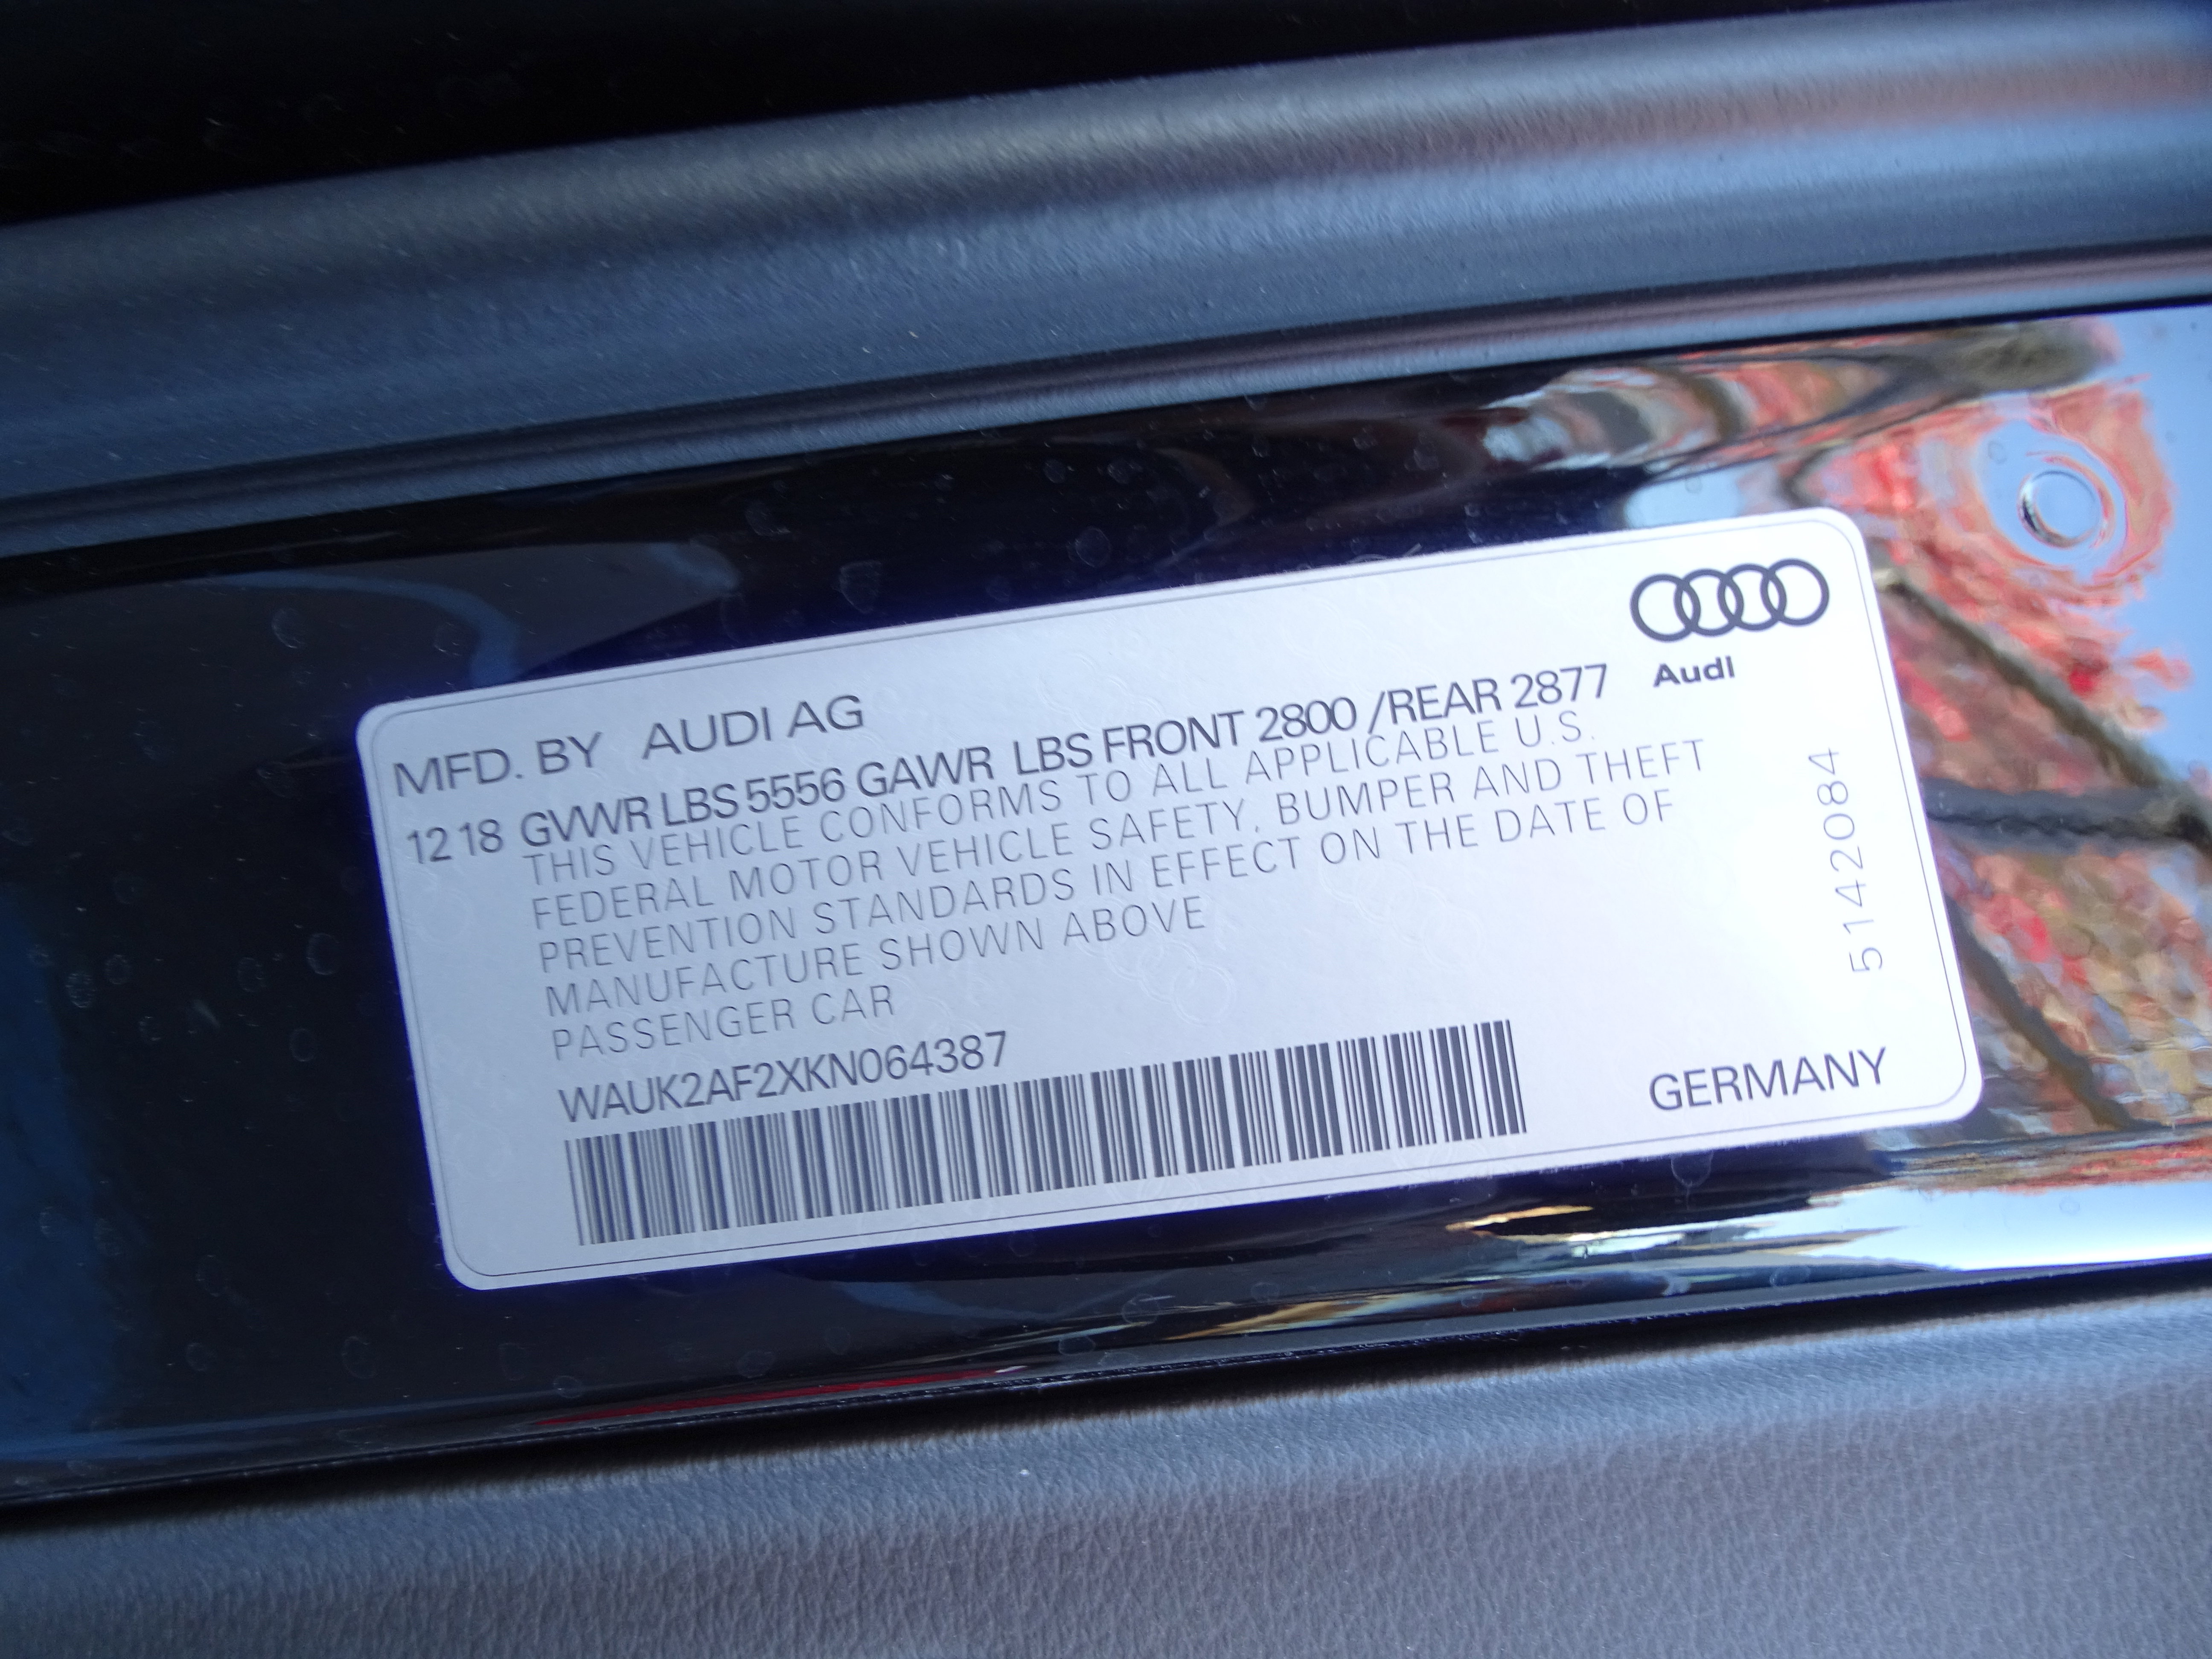 Audi
MFD. BY AUDI AG
12 18 GVWR LBS 5556 GAWR LBS FRONT 2800 /REAR 2877
THIS VEHICLE CONFORMS TO ALL APPLICABLE U.S.
FEDERAL MOTOR VEHICLE SAFETY, BUMPER AND THEFT
PREVENTION STANDARDS IN EFFECT ON THE DATE OF
MANUFACTURE SHOWN ABOVE
PASSENGER CAR
WAUK2AF2XKN064387
GERMANY
5142084